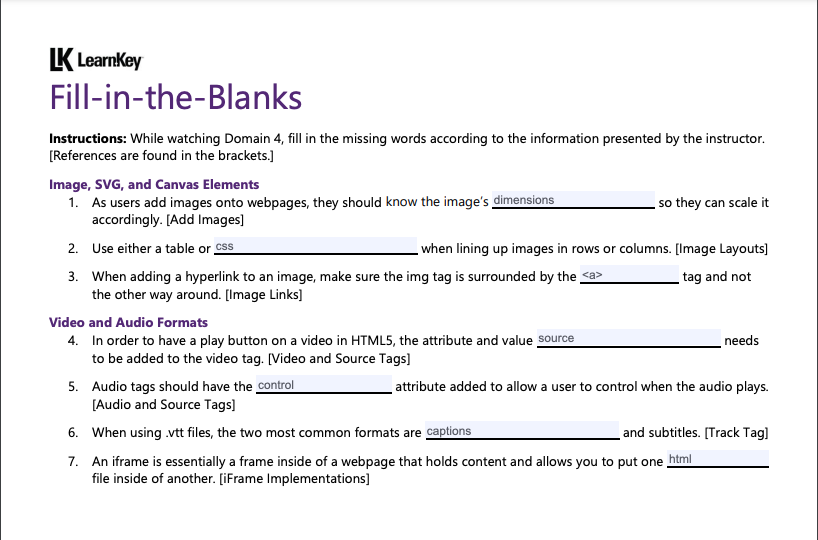 LK LearnKey
Fill-in-the-Blanks
Instructions: While watching Domain 4, fill in the missing words according to the information presented by the instructor.
[References are found in the brackets.]
Image, SVG, and Canvas Elements
1. As users add images onto webpages, they should know the image's dimensions so they can scale it
accordingly. [Add Images]
2. Use either a table or css when lining up images in rows or columns. [Image Layouts]
3. When adding a hyperlink to an image, make sure the img tag is surrounded by the <a> tag and not
the other way around. [Image Links]
Video and Audio Formats
4. In order to have a play button on a video in HTML5, the attribute and value source needs
to be added to the video tag. [Video and Source Tags]
5. Audio tags should have the control attribute added to allow a user to control when the audio plays.
[Audio and Source Tags]
6. When using .vtt files, the two most common formats are captions and subtitles. [Track Tag]
7. An iframe is essentially a frame inside of a webpage that holds content and allows you to put one html
file inside of another. [iFrame Implementations]